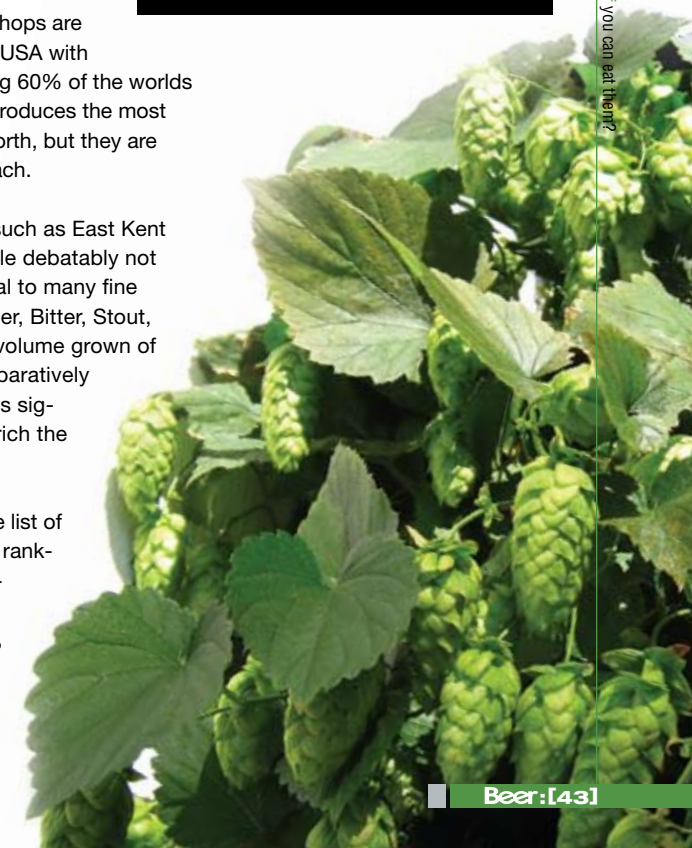 hops are
USA with
g 60% of the worlds
roduces the most
orth, but they are
ach.
such as East Kent
le debatably not
al to many fine
er, Bitter, Stout,
volume grown of
paratively
s sig-
rich the
e list of
rank-
you can eat them?
Beer:[43]